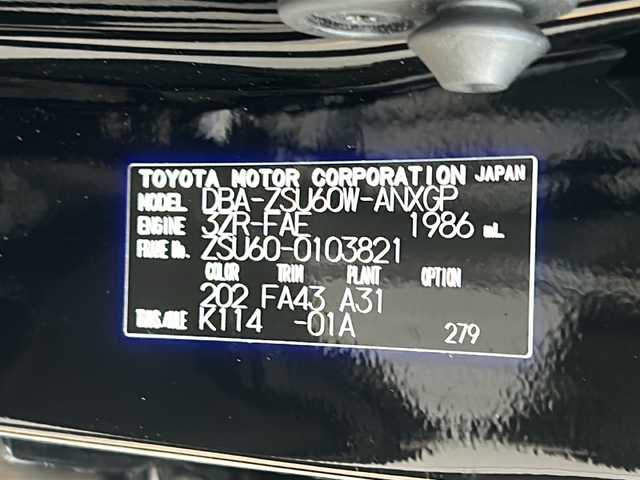 TOYOTA MOTOR CORPORATION JAPAN
MODEL DBA-ZSU60W-ANXGP
ENGINE 3ZR-FAE 1986 mL
FRAME No. ZSU60-0103821
COLOR TRIM PLANT OPTION
202 FA43 A31
TRANS./AXLE K114 -01A 279